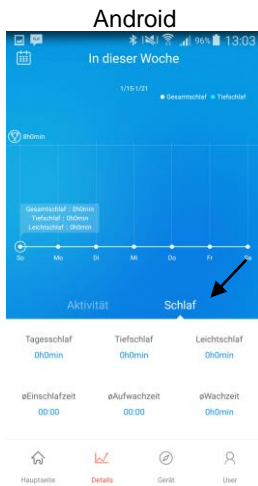 Android
96% 13:03
In dieser Woche
1/15-1/21
Gesamtschlaf Tiefschlaf
8h0min
Gesamtschlaf : 0h0min
Tiefschlaf : 0h0min
Leichtschlaf : 0h0min
So Mo Di Mi Do Fr Sa
Aktivität Schlaf
Tagesschlaf Tiefschlaf Leichtschlaf
0h0min 0h0min 0h0min
øEinschlafzeit øAufwachzeit øWachzeit
00:00 00:00 0h0min
Hauptseite Details Gerät User